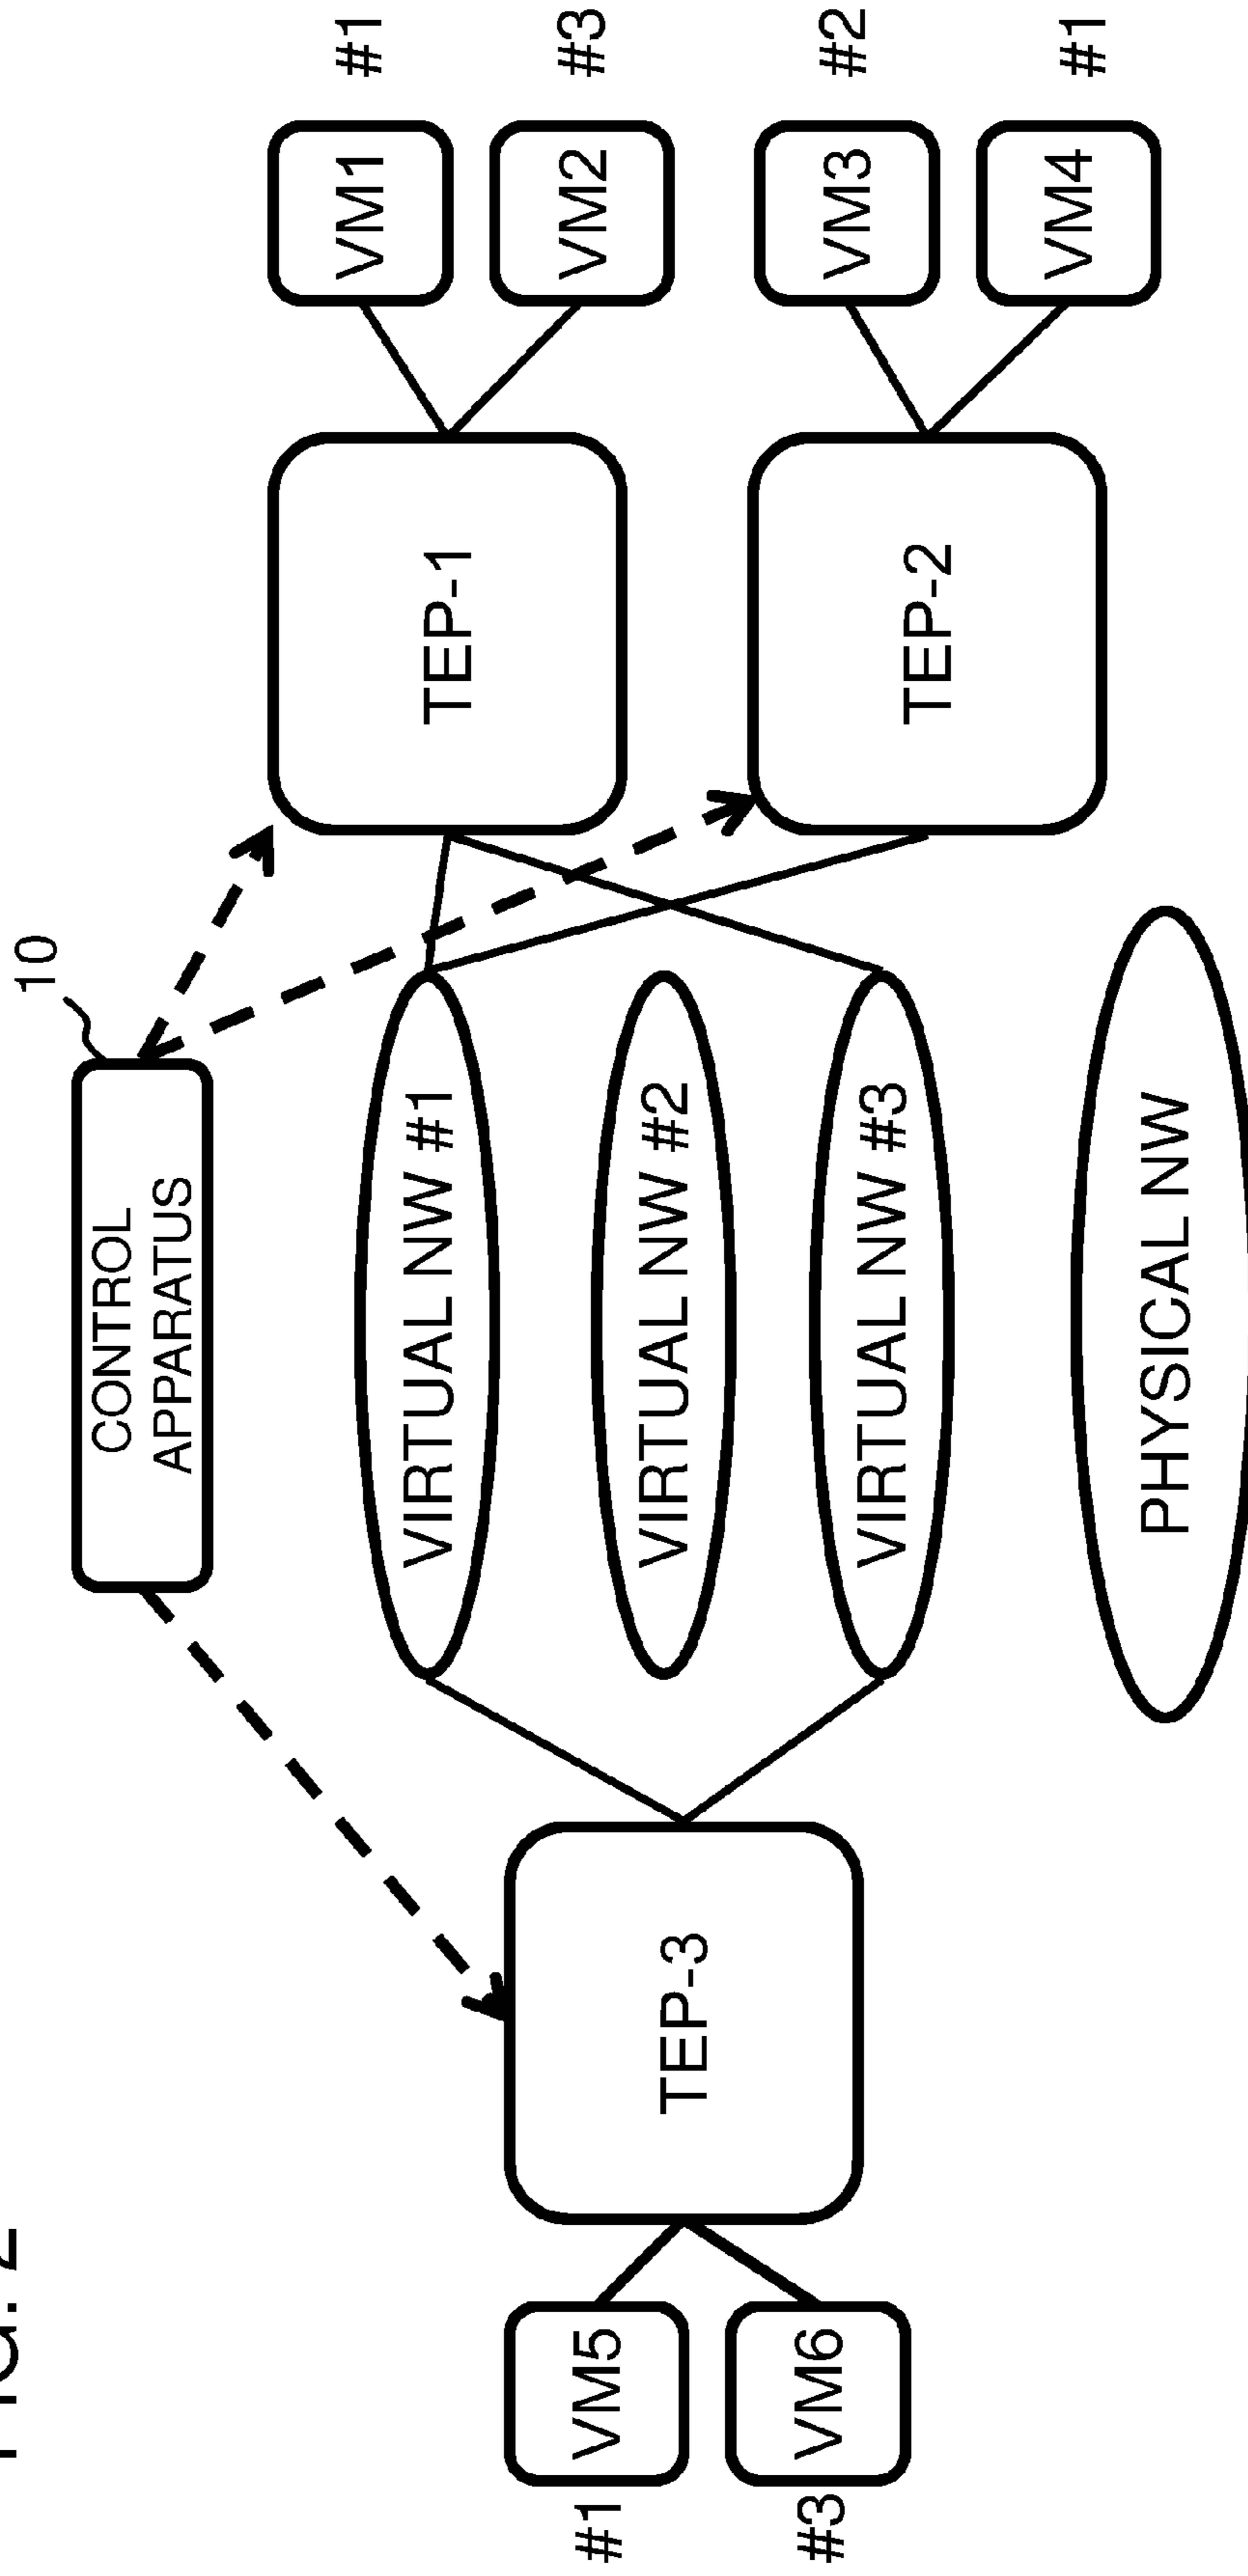 FIG. 2
10
CONTROL
APPARATUS
VIRTUAL NW #1
VIRTUAL NW #2
VIRTUAL NW #3
PHYSICAL NW
TEP-3
VM5
#1
VM6
#3
TEP-1
VM1
#1
VM2
#3
TEP-2
VM3
#2
VM4
#1